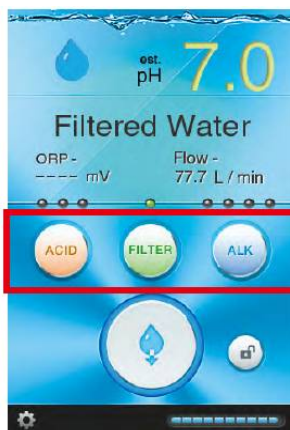 est.
pH 7.0
Filtered Water
ORP - Flow -
---- mV 77.7 L / min
ACID FILTER ALK